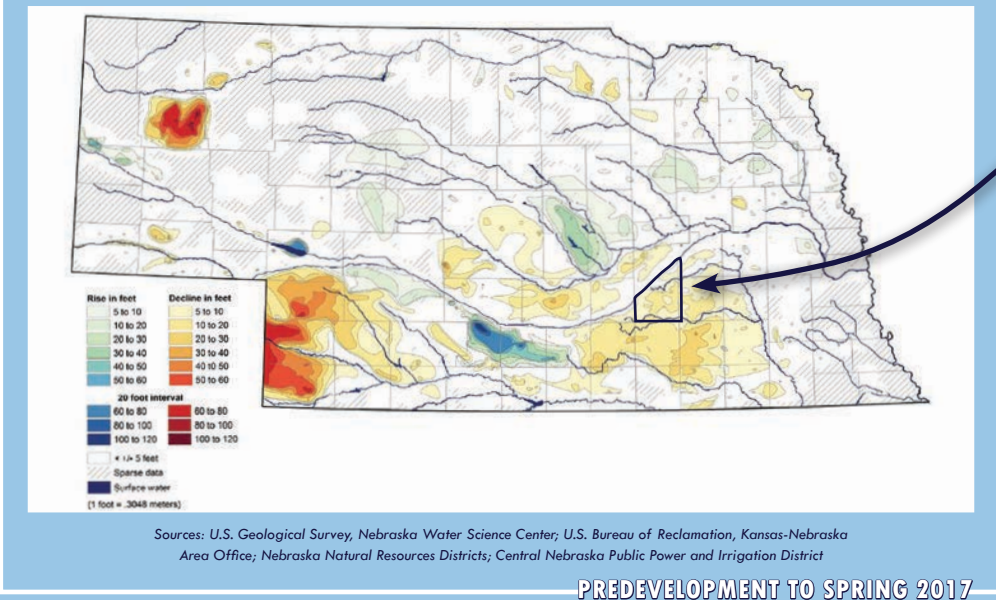 Rise in feet
5 to 10
10 to 20
20 to 30
30 to 40
40 to 50
50 to 60
Decline in feet
5 to 10
10 to 20
20 to 30
30 to 40
40 to 50
50 to 60
20 foot interval
60 to 80
80 to 100
100 to 120
60 to 80
80 to 100
100 to 120
< +/- 5 feet
Sparse data
Surface water
(1 foot = .3048 meters)
Sources: U.S. Geological Survey, Nebraska Water Science Center; U.S. Bureau of Reclamation, Kansas-Nebraska
Area Office; Nebraska Natural Resources Districts; Central Nebraska Public Power and Irrigation District
PREDEVELOPMENT TO SPRING 2017